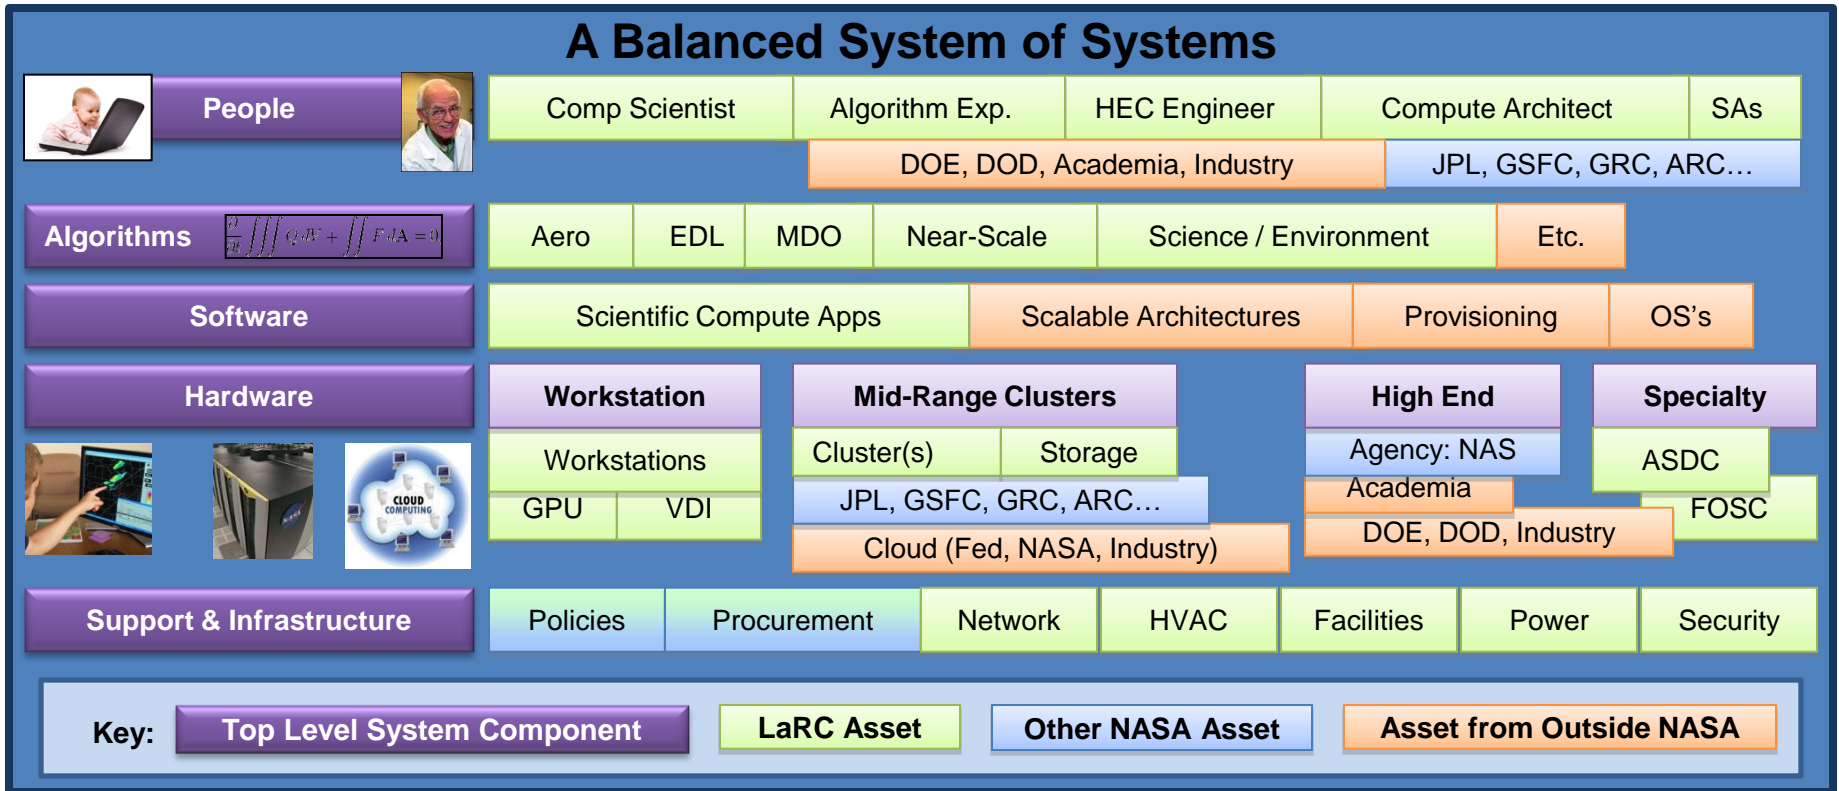 A Balanced System of Systems
People
Comp Scientist
Algorithm Exp.
HEC Engineer
Compute Architect
SAs
DOE, DOD, Academia, Industry
JPL, GSFC, GRC, ARC…
Algorithms
∂/∂t ∭ Q dV + ∬ F dA = 0
Aero
EDL
MDO
Near-Scale
Science / Environment
Etc.
Software
Scientific Compute Apps
Scalable Architectures
Provisioning
OS’s
Hardware
Workstation
Mid-Range Clusters
High End
Specialty
Workstations
GPU
VDI
Cluster(s)
Storage
JPL, GSFC, GRC, ARC…
Cloud (Fed, NASA, Industry)
Agency: NAS
Academia
DOE, DOD, Industry
ASDC
FOSC
NASA
CLOUD
COMPUTING
Support & Infrastructure
Policies
Procurement
Network
HVAC
Facilities
Power
Security
Key:
Top Level System Component
LaRC Asset
Other NASA Asset
Asset from Outside NASA